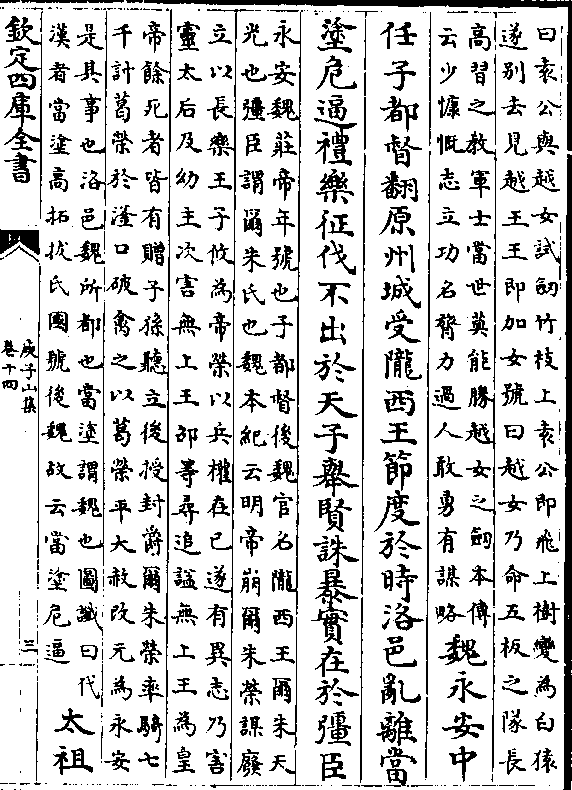 曰袁公與越女試劒竹枝上袁公即飛上樹變為白猿
遂别去見越王王即加女號曰越女乃命五板之隊長
高習之教軍士當世莫能勝越女之劒本傳
云少慷慨志立功名膂力過人敢勇有謀略
魏永安中
任子都督翻原州城受隴西王節度於時洛邑亂離當
塗危逼禮樂征伐不出於天子舉賢誅暴實在於彊臣
永安魏莊帝年號也子都督後魏官名隴西王爾朱天
光也彊臣謂爾朱氏也魏本紀云明帝崩爾朱榮謀廢
立以長樂王子攸為帝榮以兵權在已遂有異志乃害
靈太后及幼主次害無上王邵等尋追謚無上王為皇
帝餘死者皆有贈子孫聽立後授封爵爾朱榮率騎七
千計葛榮於滏口破禽之以葛榮平大赦改元為永安
是其事也洛邑魏所都也當塗謂魏也圖讖曰代
漢者當塗高拓拔氏國號後魏故云當塗危逼
太祖
欽定四庫全書
庾子山集
卷十四
三